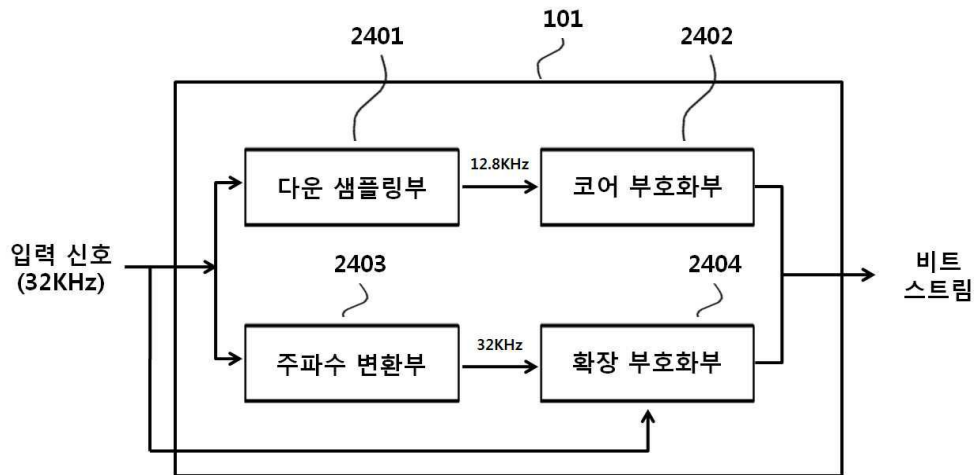 2401
101
2402
다운 샘플링부
12.8KHz
코어 부호화부
입력 신호
(32KHz)
2403
2404
비트
스트림
주파수 변환부
32KHz
확장 부호화부